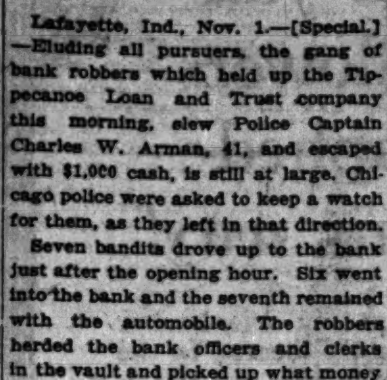 Lafayette, Ind., Nov. 1.—[Special.]
—Eluding all pursuers, the gang of
bank robbers which held up the Tip-
pecanoe Loan and Trust company
this morning, slew Police Captain
Charles W. Arman, 41, and escaped
with $1,000 cash, is still at large. Chi-
cago police were asked to keep a watch
for them, as they left in that direction.
Seven bandits drove up to the bank
just after the opening hour. Six went
into the bank and the seventh remained
with the automobile. The robbers
herded the bank officers and clerks
in the vault and picked up what money